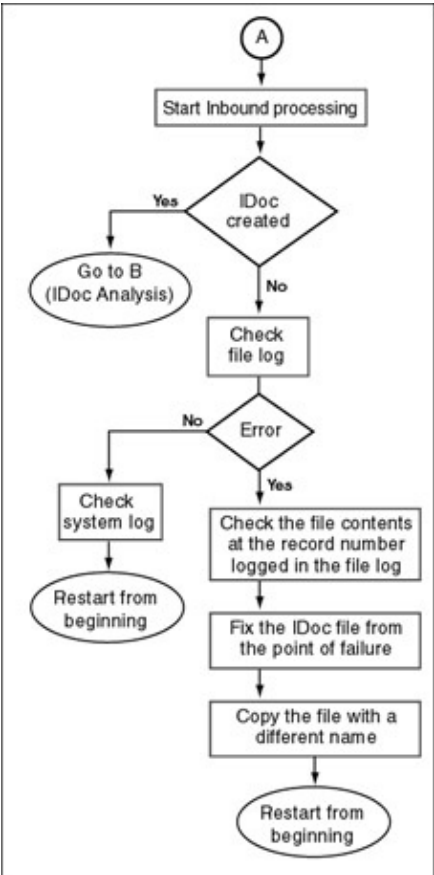 A
Start Inbound processing
IDoc
created
Yes
Go to B
(IDoc Analysis)
No
Check
file log
Error
No
Check
system log
Restart from
beginning
Yes
Check the file contents
at the record number
logged in the file log
Fix the IDoc file from
the point of failure
Copy the file with a
different name
Restart from
beginning